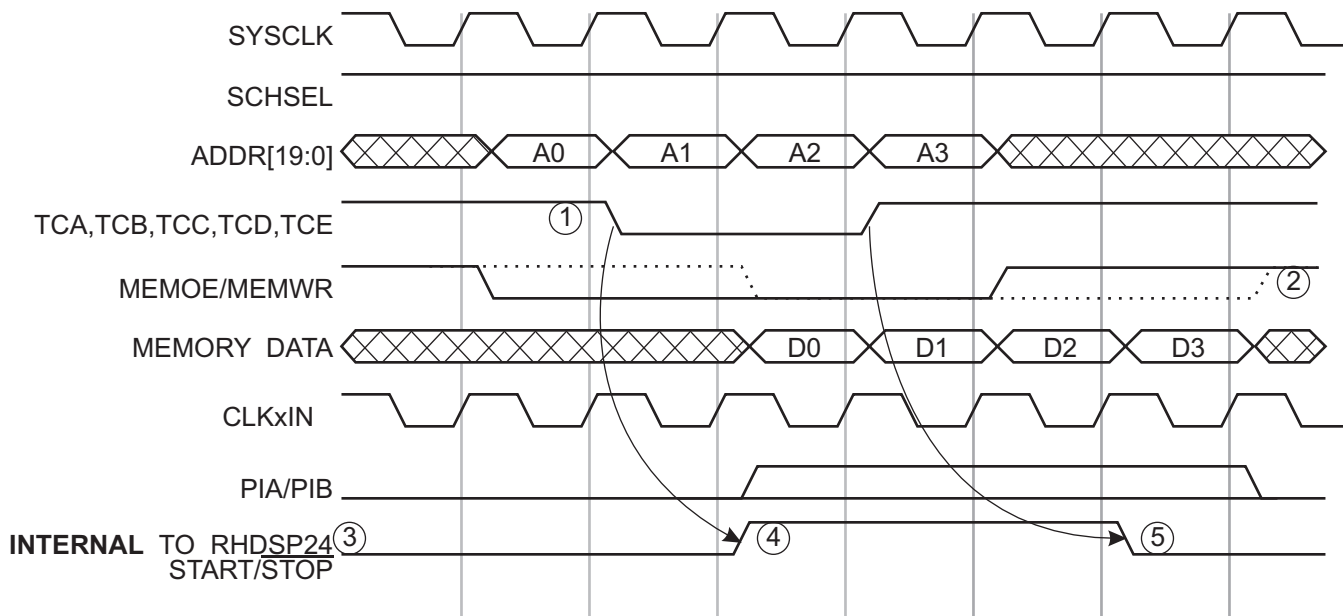 SYSCLK
SCHSEL
ADDR[19:0]
A0 A1 A2 A3
TCA,TCB,TCC,TCD,TCE
1
MEMOE/MEMWR
2
MEMORY DATA
D0 D1 D2 D3
CLKxIN
PIA/PIB
INTERNAL TO RHDSP24
START/STOP
3
4
5